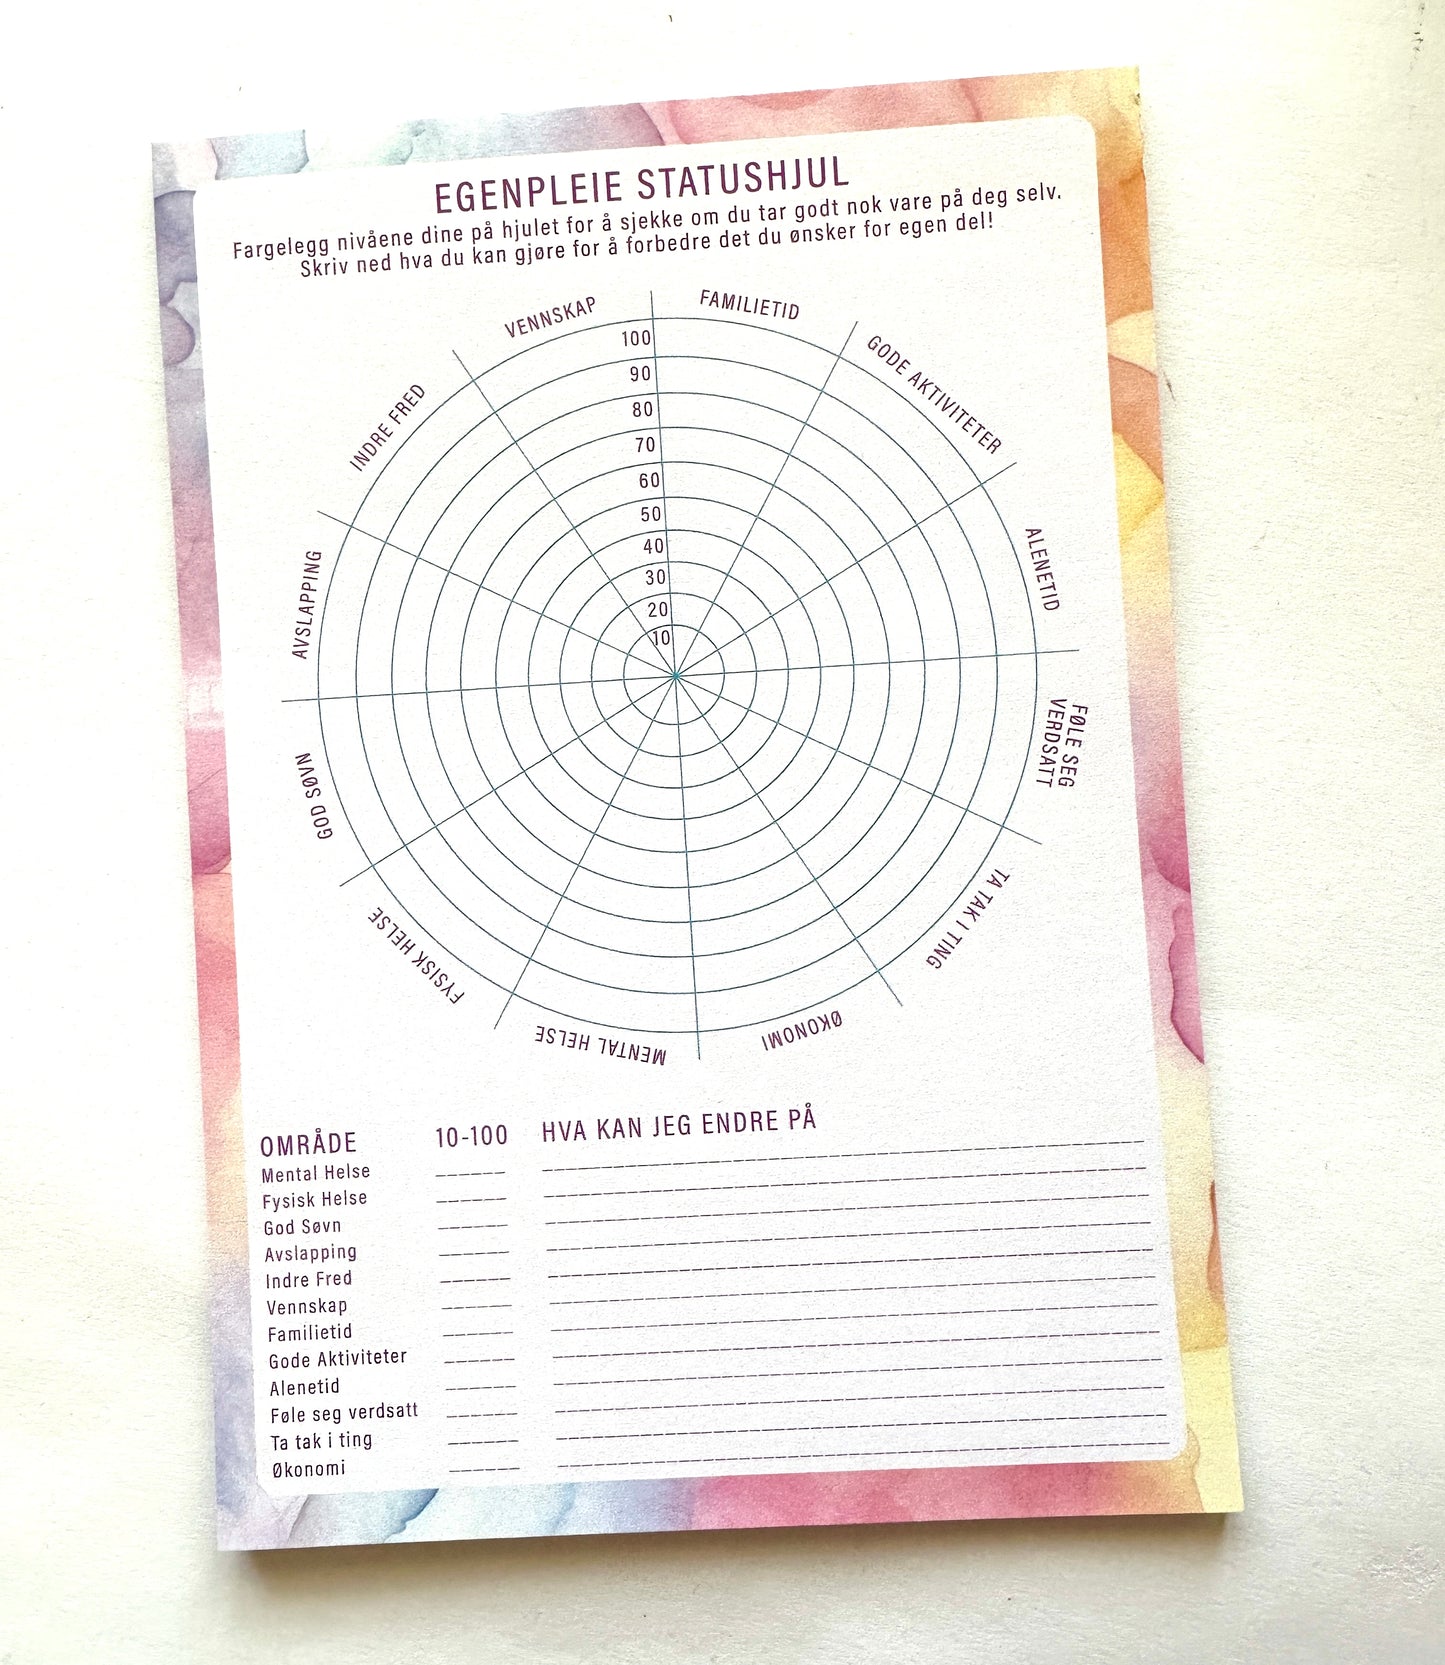 EGENPLEIE STATUSHJUL
Fargelegg nivåene dine på hjulet for å sjekke om du tar godt nok vare på deg selv.
Skriv ned hva du kan gjøre for å forbedre det du ønsker for egen del!
VENNSKAP
FAMILIETID
GODE AKTIVITETER
ALENETID
FØLE SEG
VERDSATT
TA TAK I TING
ØKONOMI
MENTAL HELSE
FYSISK HELSE
GOD SØVN
AVSLAPPING
INDRE FRED
100
90
80
70
60
50
40
30
20
10
OMRÅDE 10-100 HVA KAN JEG ENDRE PÅ
Mental Helse
Fysisk Helse
God Søvn
Avslapping
Indre Fred
Vennskap
Familietid
Gode Aktiviteter
Alenetid
Føle seg verdsatt
Ta tak i ting
Økonomi